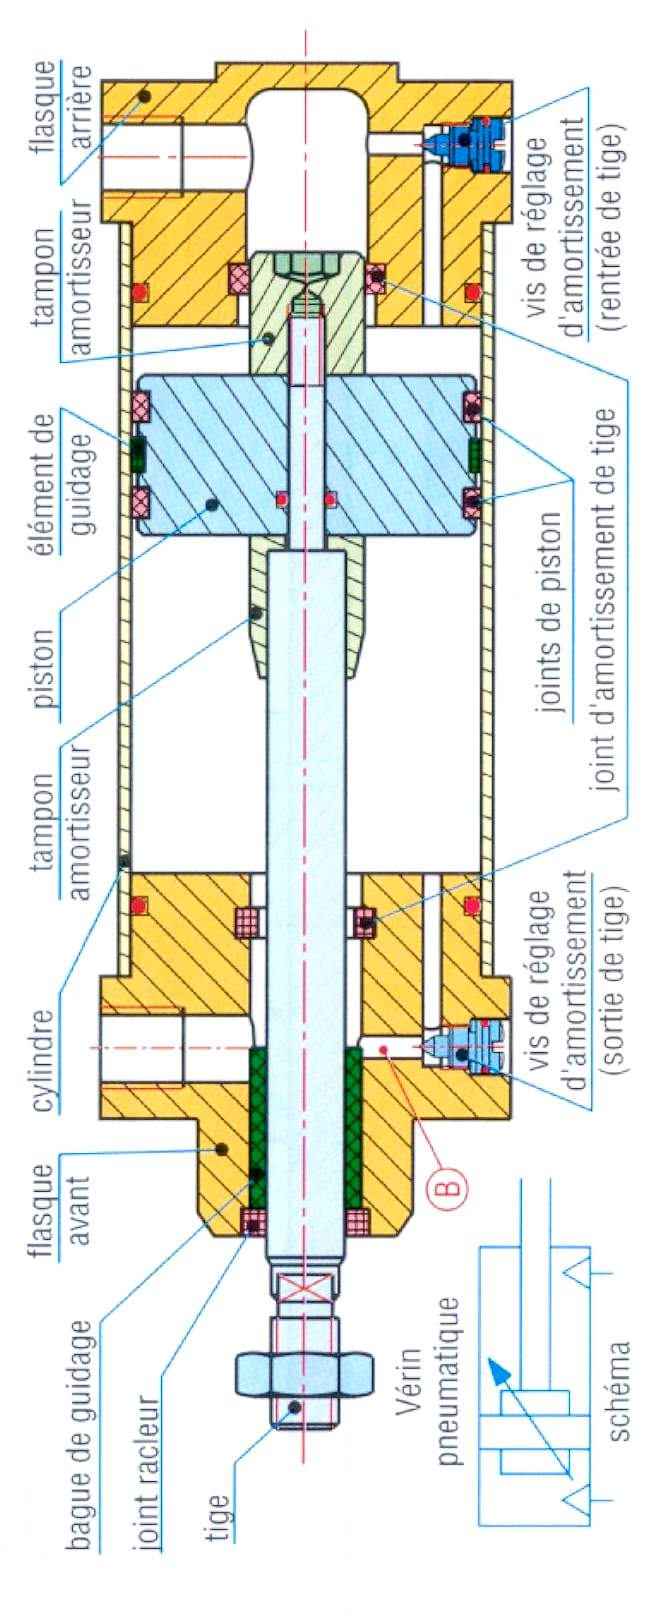 flasque
arrière
tampon
amortisseur
élément de
guidage
piston
tampon
amortisseur
cylindre
flasque
avant
bague de guidage
joint racleur
tige
vis de réglage
d'amortissement
(rentrée de tige)
joints de piston
joint d'amortissement de tige
vis de réglage
d'amortissement
(sortie de tige)
B
Vérin
pneumatique
schéma